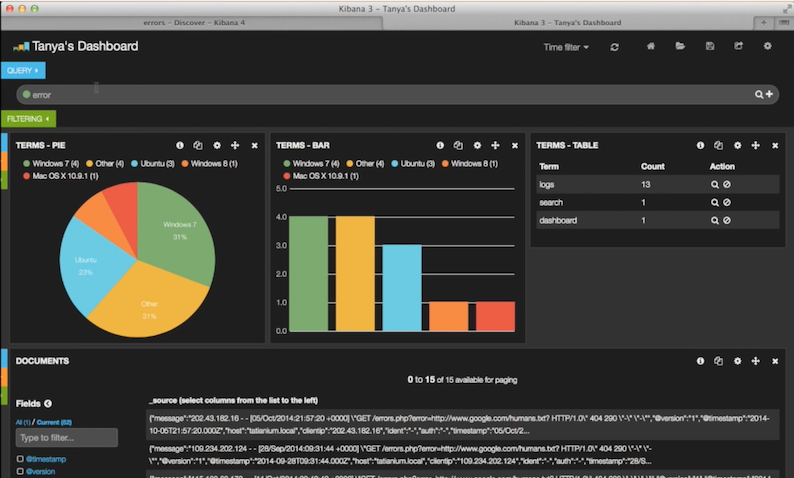 Kibana 3 – Tanya's Dashboard
errors – Discover – Kibana 4
Kibana 3 – Tanya's Dashboard
Tanya's Dashboard
Time filter
QUERY
error
FILTERING
TERMS - PIE
Windows 7 (4) Other (4) Ubuntu (3) Windows 8 (1)
Mac OS X 10.9.1 (1)
Windows 7
31%
Ubuntu
23%
Other
31%
TERMS - BAR
Windows 7 (4) Other (4) Ubuntu (3) Windows 8 (1)
Mac OS X 10.9.1 (1)
5.0
4.0
3.0
2.0
1.0
0.0
TERMS - TABLE
Term Count Action
logs 13
search 1
dashboard 1
DOCUMENTS
0 to 15 of 15 available for paging
Fields
All (1) / Current (62)
Type to filter...
@timestamp
@version
_source (select columns from the list to the left)
{"message":"202.43.182.16 - - [05/Oct/2014:21:57:20 +0000] \"GET /errors.php?error=http://www.google.com/humans.txt? HTTP/1.0\" 404 290 \"-\" \"-\"","@version":"1","@timestamp":"2014-
10-05T21:57:20.000Z","host":"tatianium.local","clientip":"202.43.182.16","ident":"-","auth":"-","timestamp":"05/Oct/2...
{"message":"109.234.202.124 - - [28/Sep/2014:09:31:44 +0000] \"GET /errors.php?error=http://www.google.com/humans.txt? HTTP/1.0\" 404 290 \"-\" \"-
\"","@version":"1","@timestamp":"2014-09-28T09:31:44.000Z","host":"tatianium.local","clientip":"109.234.202.124","ident":"-","auth":"-","timestamp":"28/S...